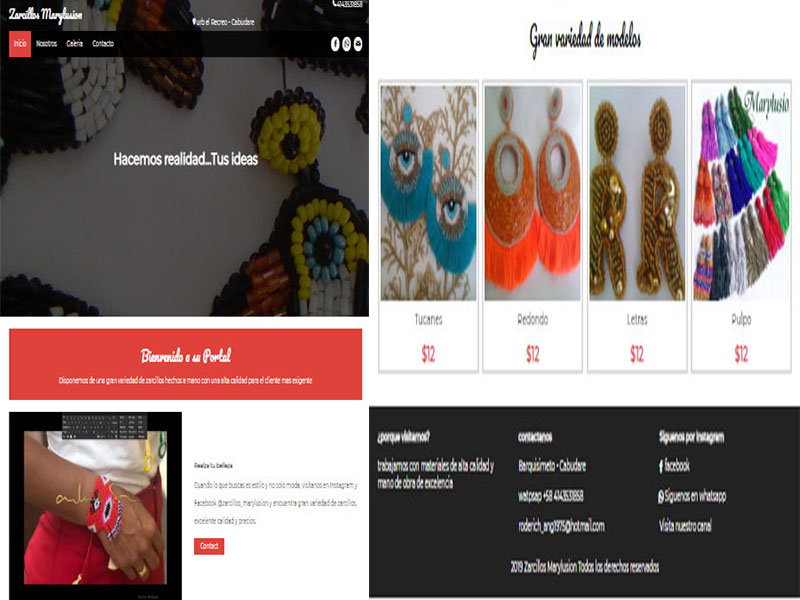 Zarcillos Marylusion
4143531858
urb el Recreo - Cabudare
Inicio
Nosotros
Galeria
Contacto
Hacemos realidad...Tus ideas
Bienvenido a su Portal
Disponemos de una gran variedad de zarcillos hechos a mano con una alta calidad para el cliente mas exigente
Realza tu belleza
Cuando lo que buscas es estilo y no solo moda, visitanos en Instagram y
Facebook @zarcillos_marylusion,y encuentra gran variedad de zarcillos,
excelente calidad y precios.
Contact
Gran variedad de modelos
Marylusio
Tucanes
Redondo
Letras
Pulpo
$12
$12
$12
$12
¿porque visitarnos?
trabajamos con materiales de alta calidad y
mano de obra de excelencia
contactanos
Barquisimeto - Cabudare
watpsap +58 4143531858
roderich_ang1975@hotmail.com
Siguenos por Instagram
facebook
Siguenos en whatsapp
Visita nuestro canal
2019 Zarcillos Marylusion Todos los derechos reservados